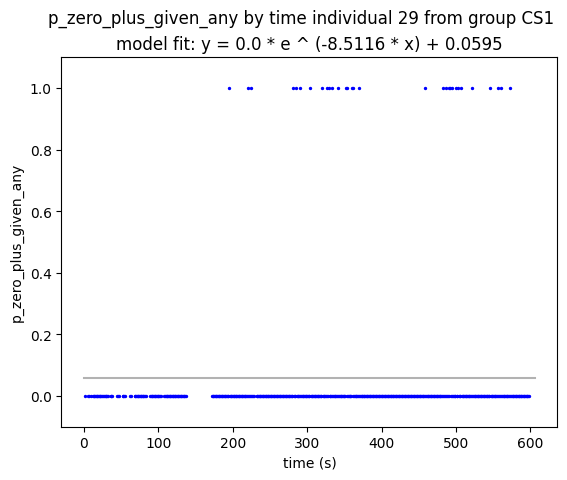 p_zero_plus_given_any by time individual 29 from group CS1
model fit: y = 0.0 * e ^ (-8.5116 * x) + 0.0595
1.0
0.8
0.6
0.4
0.2
0.0
p_zero_plus_given_any
0 100 200 300 400 500 600
time (s)